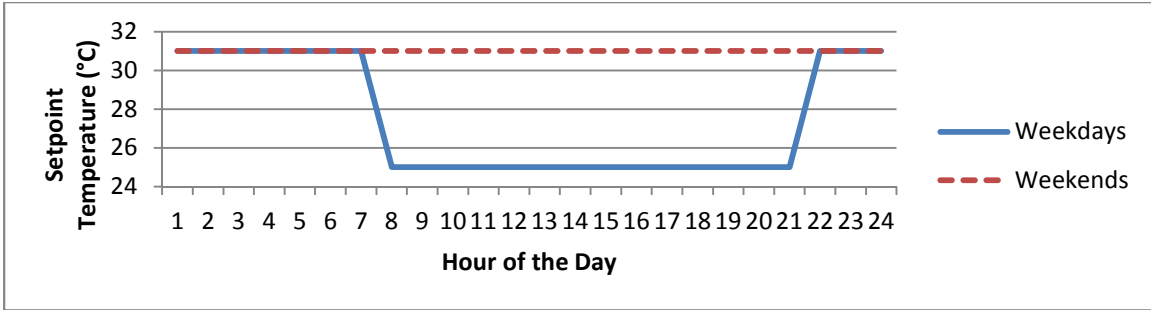 Setpoint
Temperature (°C)
32
30
28
26
24
1 2 3 4 5 6 7 8 9 10 11 12 13 14 15 16 17 18 19 20 21 22 23 24
Hour of the Day
Weekdays
Weekends